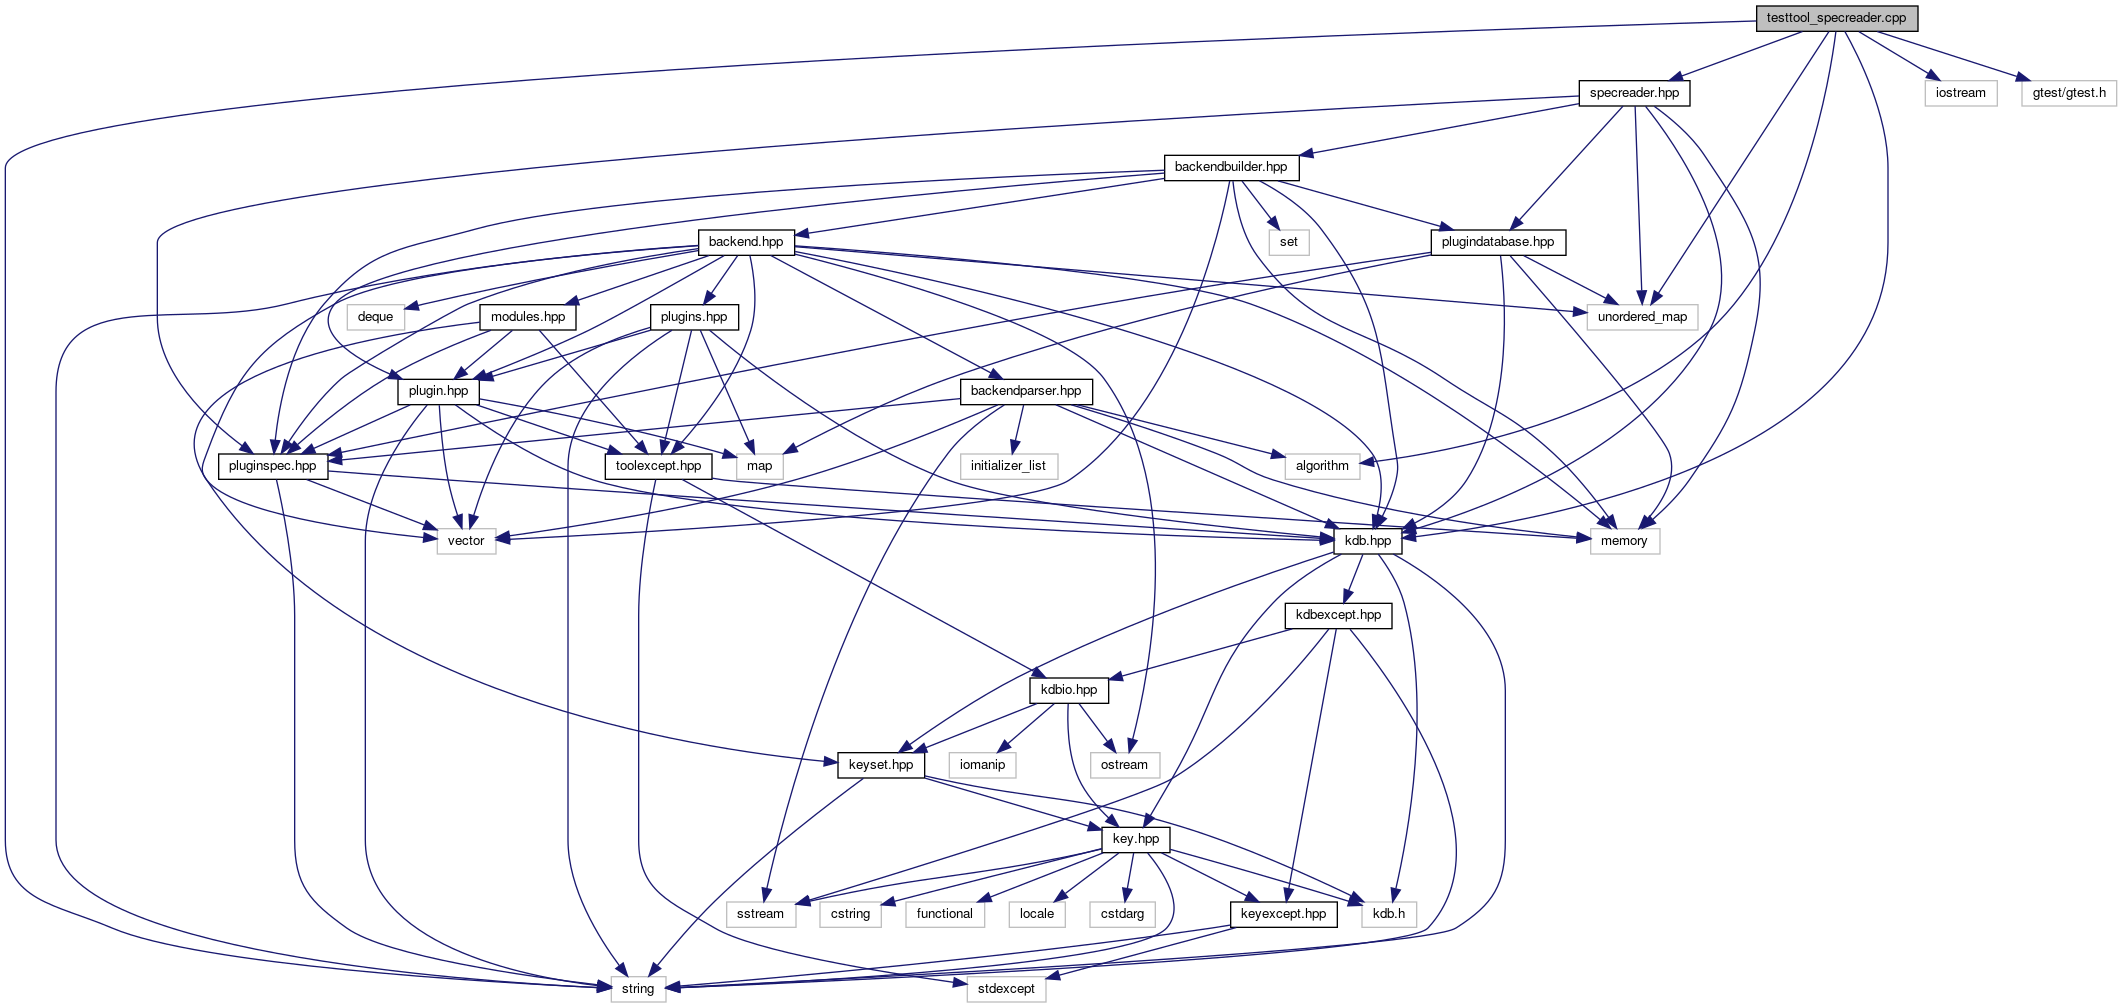 testtool_specreader.cpp
specreader.hpp
iostream
gtest/gtest.h
backendbuilder.hpp
backend.hpp
set
plugindatabase.hpp
deque
modules.hpp
plugins.hpp
unordered_map
plugin.hpp
backendparser.hpp
pluginspec.hpp
toolexcept.hpp
map
initializer_list
algorithm
vector
kdb.hpp
memory
kdbexcept.hpp
kdbio.hpp
keyset.hpp
iomanip
ostream
key.hpp
sstream
cstring
functional
locale
cstdarg
keyexcept.hpp
kdb.h
string
stdexcept